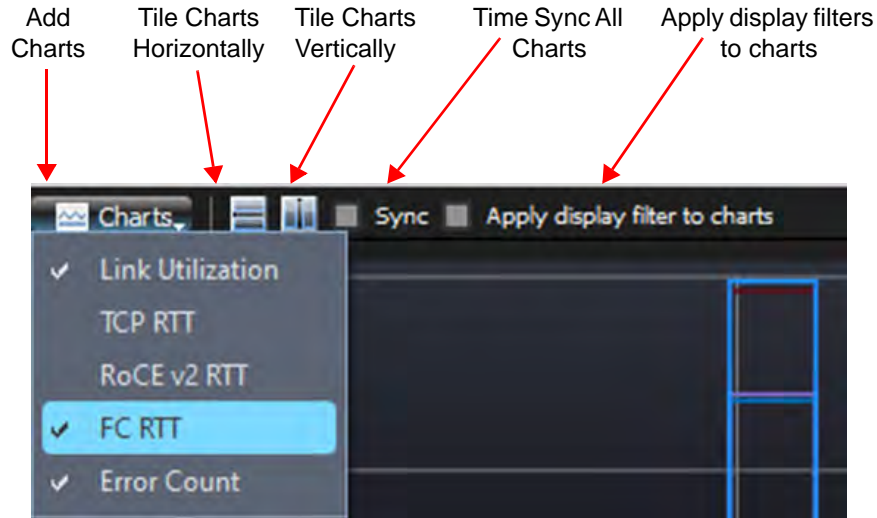 Add Charts
Tile Charts Horizontally
Tile Charts Vertically
Time Sync All Charts
Apply display filters to charts
Charts
Sync
Apply display filter to charts
Link Utilization
TCP RTT
RoCE v2 RTT
FC RTT
Error Count